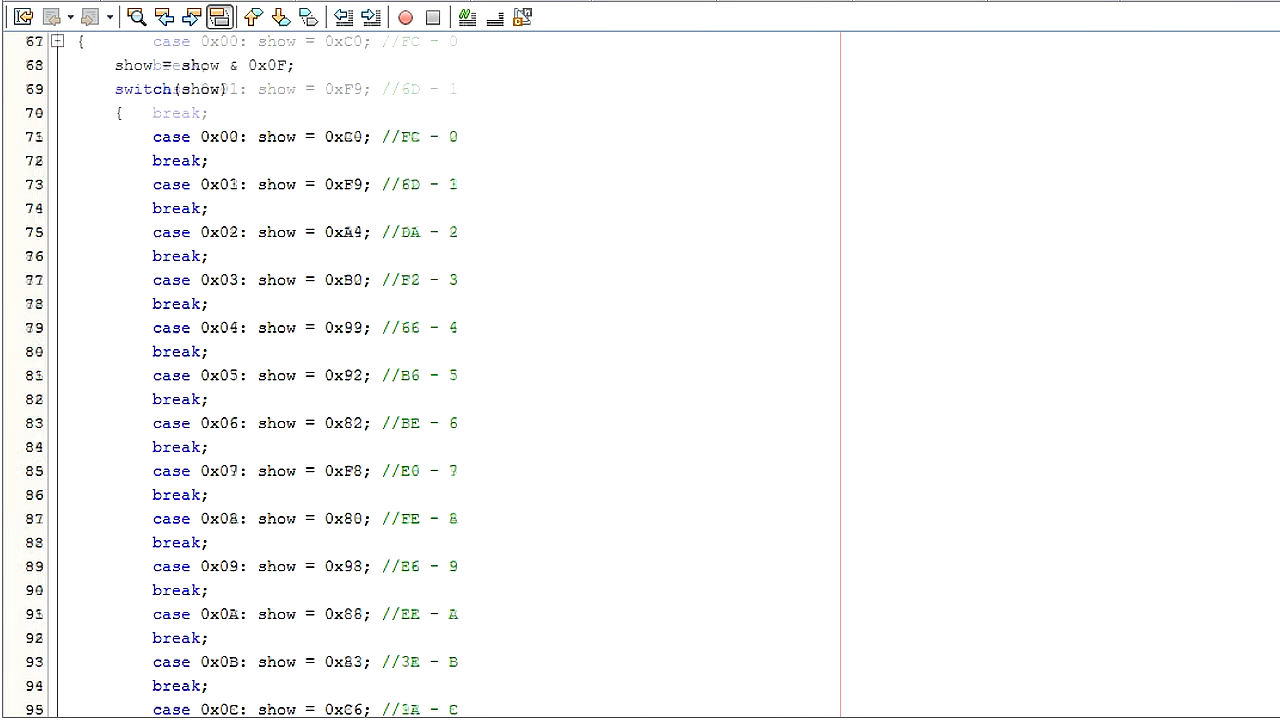 67 {
68 show = show & 0x0F;
69 switch(show)
70 {
71 case 0x00: show = 0xC0; //FC - 0
72 break;
73 case 0x01: show = 0xF9; //6D - 1
74 break;
75 case 0x02: show = 0xA4; //DA - 2
76 break;
77 case 0x03: show = 0xB0; //F2 - 3
78 break;
79 case 0x04: show = 0x99; //66 - 4
80 break;
81 case 0x05: show = 0x92; //B6 - 5
82 break;
83 case 0x06: show = 0x82; //BE - 6
84 break;
85 case 0x07: show = 0xF8; //E0 - 7
86 break;
87 case 0x08: show = 0x80; //FE - 8
88 break;
89 case 0x09: show = 0x98; //E6 - 9
90 break;
91 case 0x0A: show = 0x88; //EE - A
92 break;
93 case 0x0B: show = 0x83; //3E - B
94 break;
95 case 0x0C: show = 0xC6; //1A - C